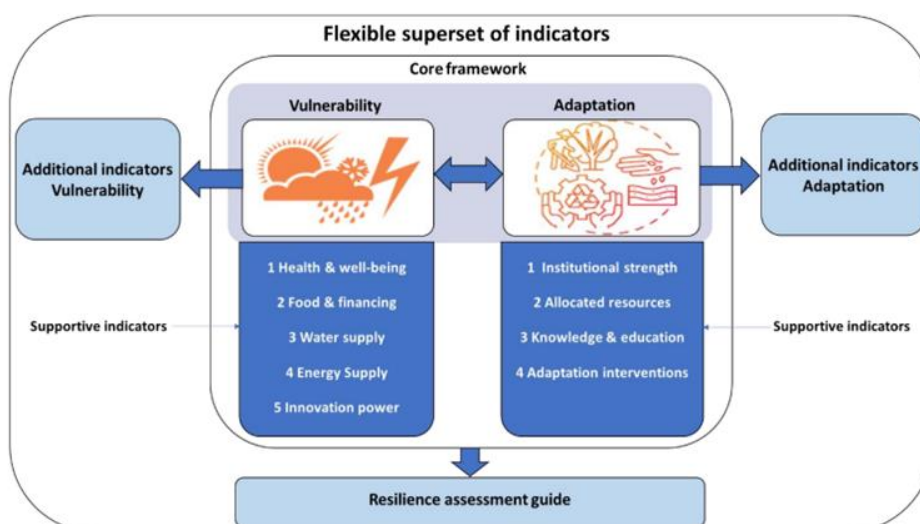 Flexible superset of indicators
Core framework
Vulnerability
Adaptation
Additional indicators
Vulnerability
Additional indicators
Adaptation
1 Health & well-being
2 Food & financing
3 Water supply
4 Energy Supply
5 Innovation power
1 Institutional strength
2 Allocated resources
3 Knowledge & education
4 Adaptation interventions
Supportive indicators
Supportive indicators
Resilience assessment guide